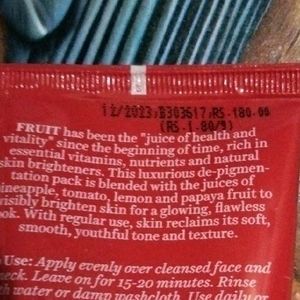 12/2023;B303617;RS.180.00
(RS.1.80/g)
FRUIT has been the "juice of health and
vitality" since the beginning of time, rich in
essential vitamins, nutrients and natural
skin brighteners. This luxurious de-pigmen-
tation pack is blended with the juices of
pineapple, tomato, lemon and papaya fruit to
visibly brighten skin for a glowing, flawless
look. With regular use, skin reclaims its soft,
smooth, youthful tone and texture.
Use: Apply evenly over cleansed face and
neck. Leave on for 15-20 minutes. Rinse
with water or damp washcloth. Use daily or